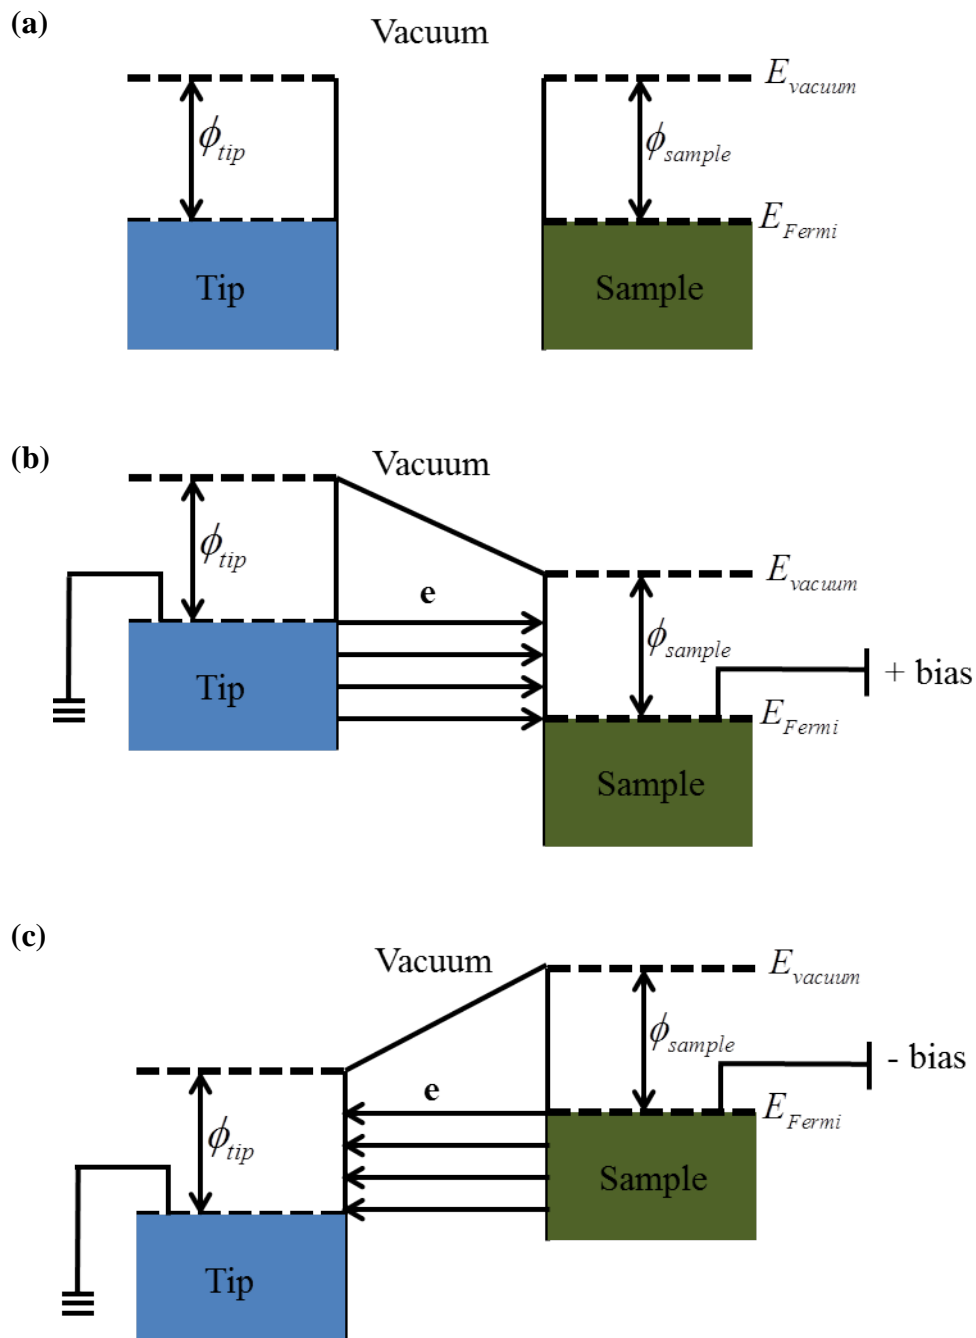 (a)
Vacuum
E_vacuum
ϕ_tip
ϕ_sample
E_Fermi
Tip
Sample
(b)
Vacuum
ϕ_tip
E_vacuum
e
ϕ_sample
+ bias
Tip
E_Fermi
Sample
(c)
Vacuum
E_vacuum
ϕ_sample
- bias
e
E_Fermi
ϕ_tip
Sample
Tip